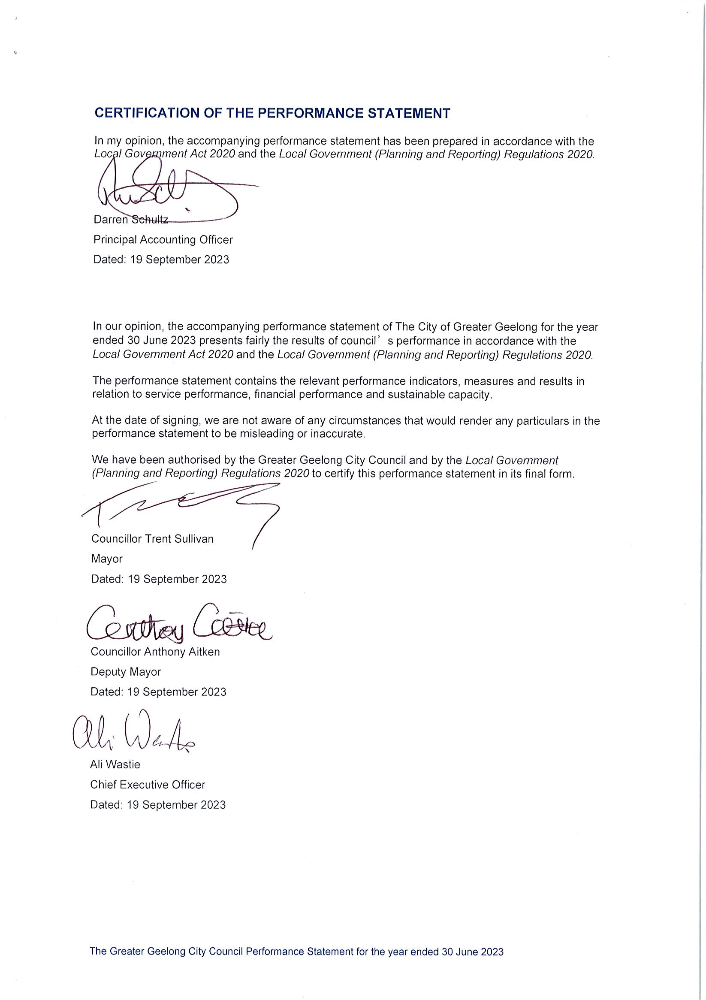 CERTIFICATION OF THE PERFORMANCE STATEMENT
In my opinion, the accompanying performance statement has been prepared in accordance with the
Local Government Act 2020 and the Local Government (Planning and Reporting) Regulations 2020.
Darren Schultz
Principal Accounting Officer
Dated: 19 September 2023
In our opinion, the accompanying performance statement of The City of Greater Geelong for the year
ended 30 June 2023 presents fairly the results of council’ s performance in accordance with the
Local Government Act 2020 and the Local Government (Planning and Reporting) Regulations 2020.
The performance statement contains the relevant performance indicators, measures and results in
relation to service performance, financial performance and sustainable capacity.
At the date of signing, we are not aware of any circumstances that would render any particulars in the
performance statement to be misleading or inaccurate.
We have been authorised by the Greater Geelong City Council and by the Local Government
(Planning and Reporting) Regulations 2020 to certify this performance statement in its final form.
Councillor Trent Sullivan
Mayor
Dated: 19 September 2023
Councillor Anthony Aitken
Deputy Mayor
Dated: 19 September 2023
Ali Wastie
Ali Wastie
Chief Executive Officer
Dated: 19 September 2023
The Greater Geelong City Council Performance Statement for the year ended 30 June 2023